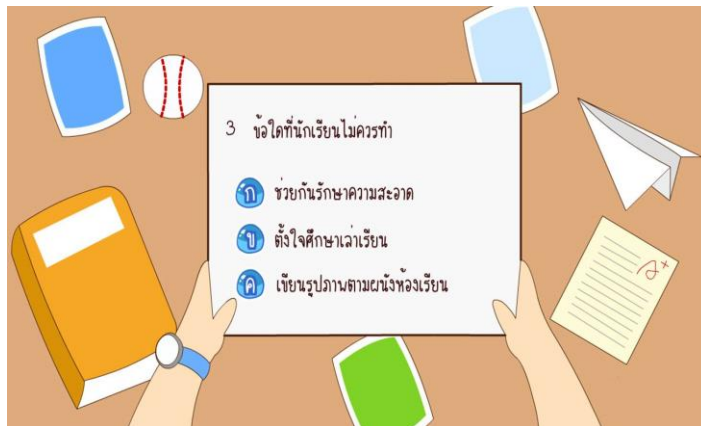 3 ข้อใดที่นักเรียนไม่ควรทำ
ก ช่วยกันรักษาความสะอาด
ข ตั้งใจศึกษาเล่าเรียน
ค เขียนรูปภาพตามผนังห้องเรียน
A+